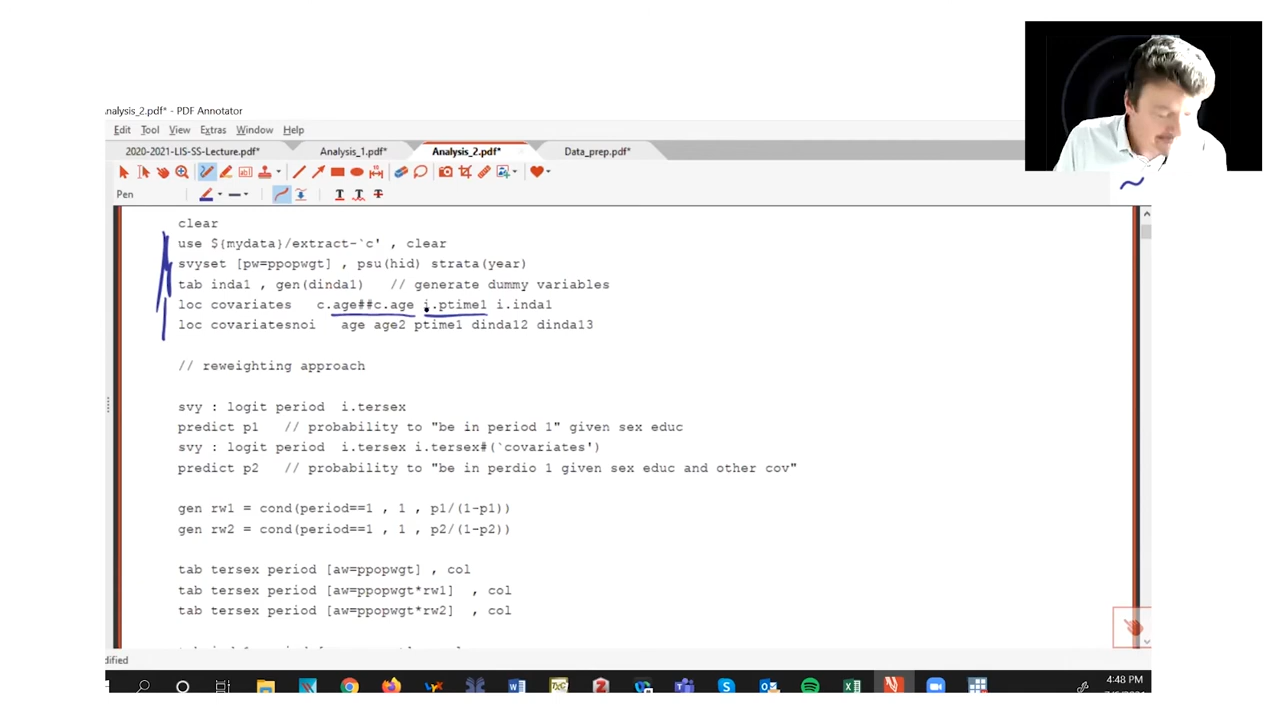 nalysis_2.pdf* - PDF Annotator
Edit Tool View Extras Window Help
2020-2021-LIS-SS-Lecture.pdf* Analysis_1.pdf* Analysis_2.pdf* Data_prep.pdf*
Pen
clear
use ${mydata}/extract-`c' , clear
svyset [pw=ppopwgt] , psu(hid) strata(year)
tab inda1 , gen(dinda1) // generate dummy variables
loc covariates c.age##c.age i.ptime1 i.inda1
loc covariatesnoi age age2 ptime1 dinda12 dinda13
// reweighting approach
svy : logit period i.tersex
predict p1 // probability to "be in period 1" given sex educ
svy : logit period i.tersex i.tersex#(`covariates')
predict p2 // probability to "be in perdio 1 given sex educ and other cov"
gen rw1 = cond(period==1 , 1 , p1/(1-p1))
gen rw2 = cond(period==1 , 1 , p2/(1-p2))
tab tersex period [aw=ppopwgt] , col
tab tersex period [aw=ppopwgt*rw1] , col
tab tersex period [aw=ppopwgt*rw2] , col
dified
4:48 PM